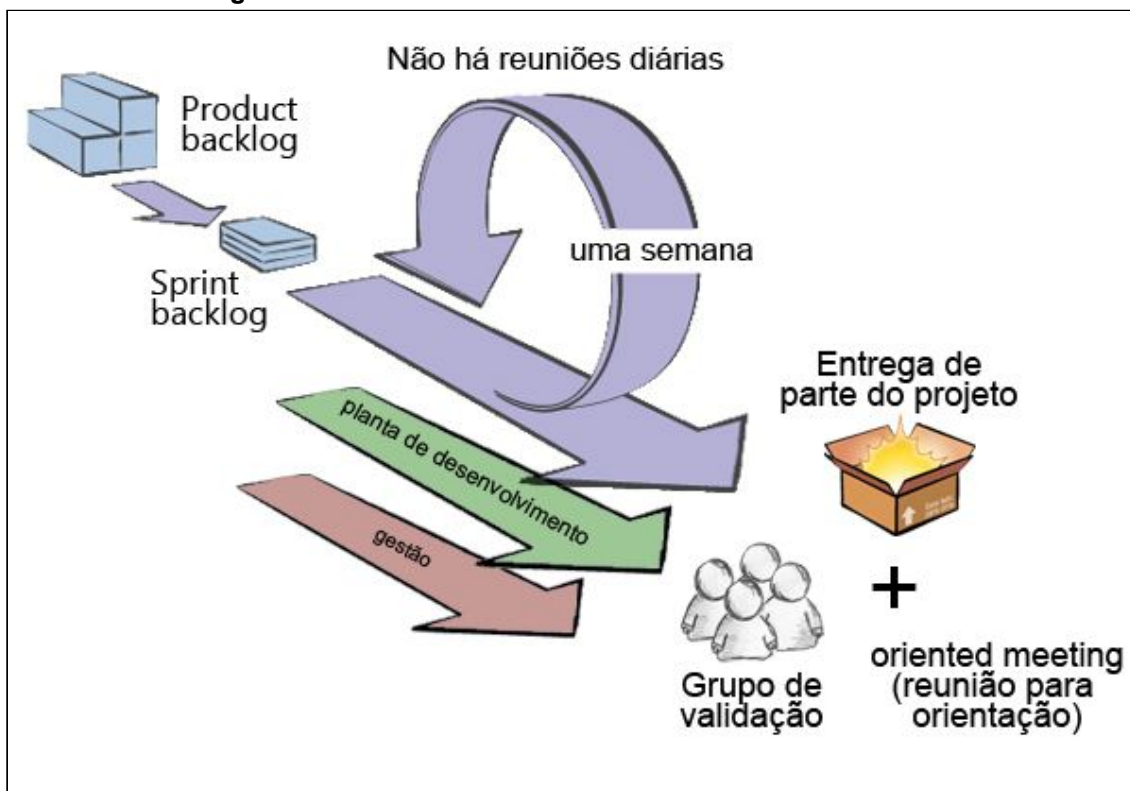 Não há reuniões diárias
Product
backlog
uma semana
Sprint
backlog
Entrega de
parte do projeto
planta de desenvolvimento
gestão
+
oriented meeting
(reunião para
orientação)
Grupo de
validação